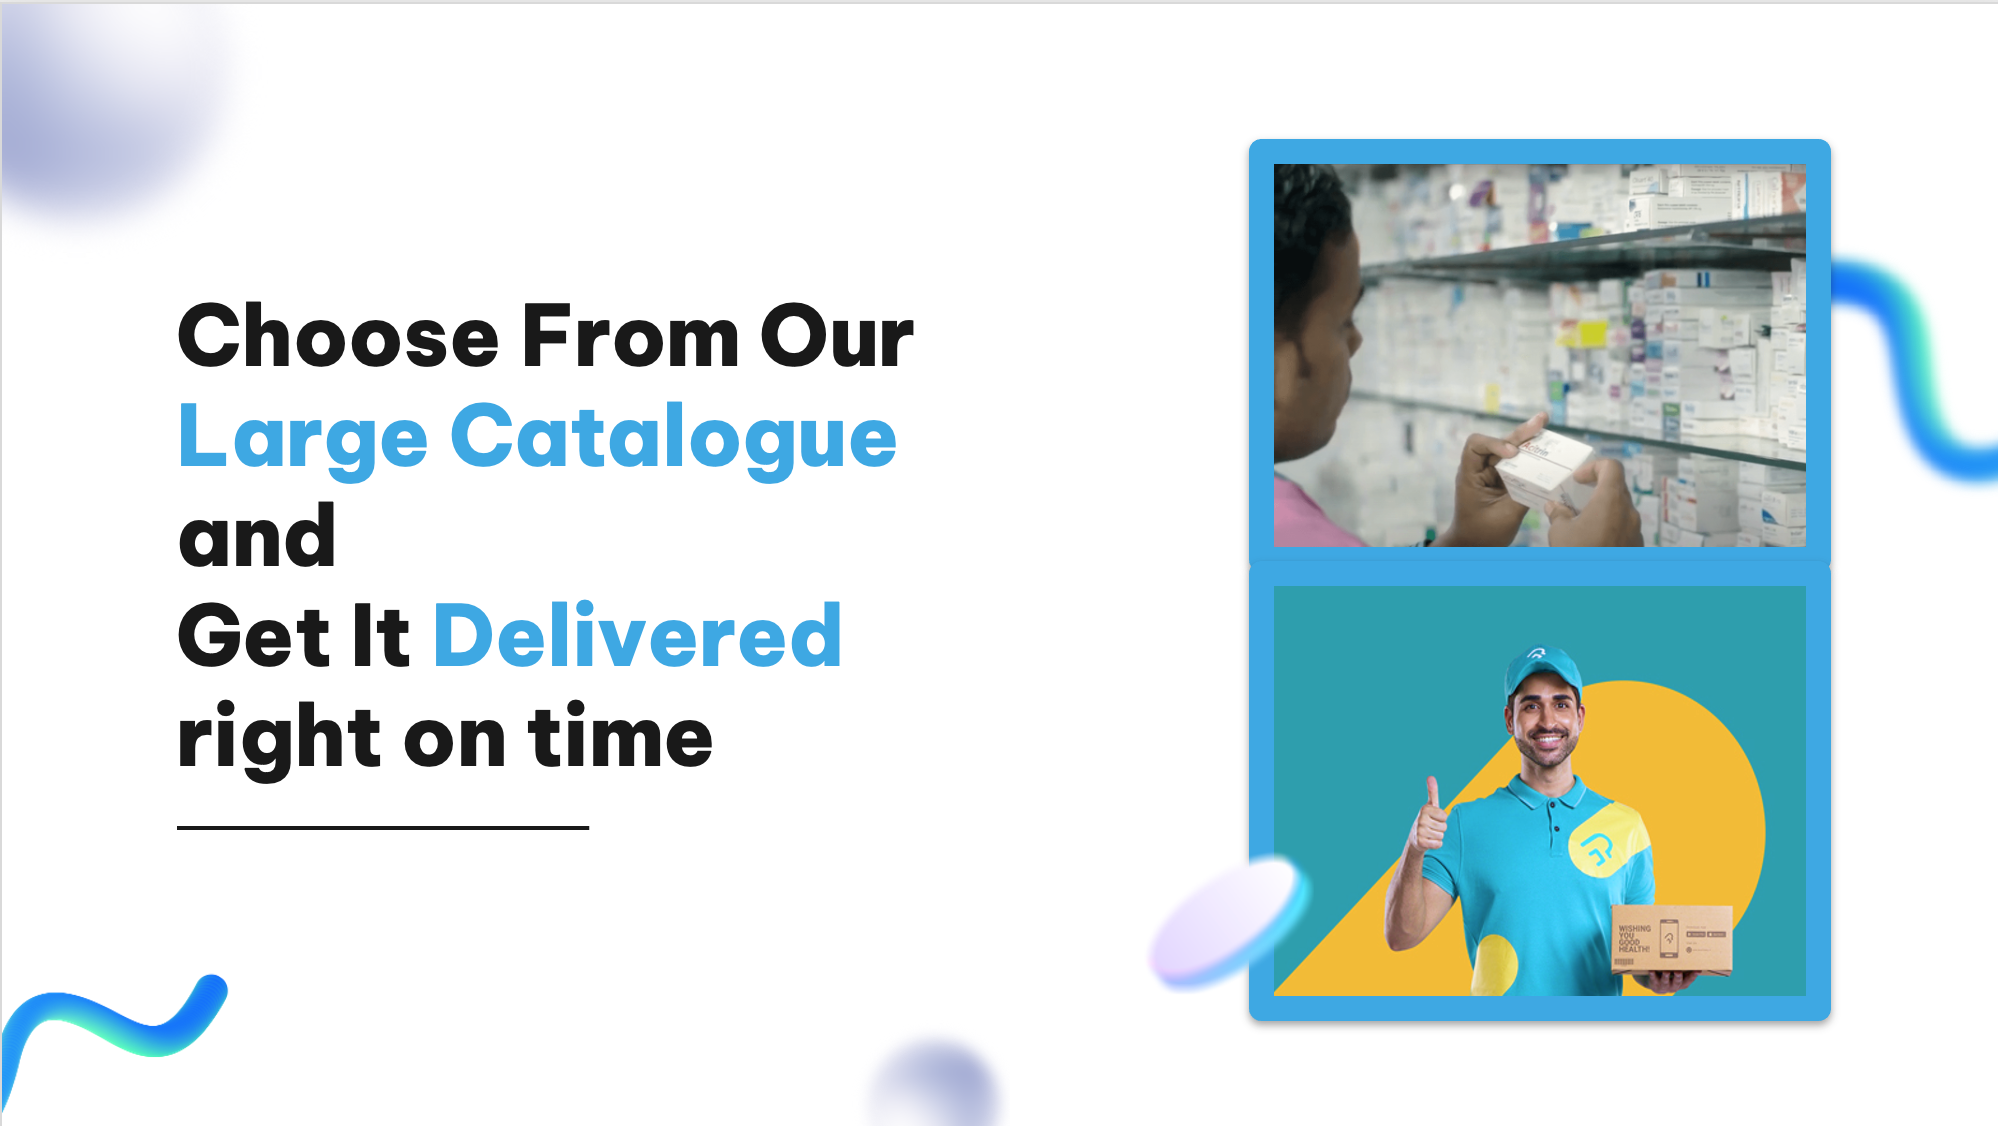 Choose From Our
Large Catalogue
and
Get It Delivered
right on time
WISHING
YOU
GOOD
HEALTH!